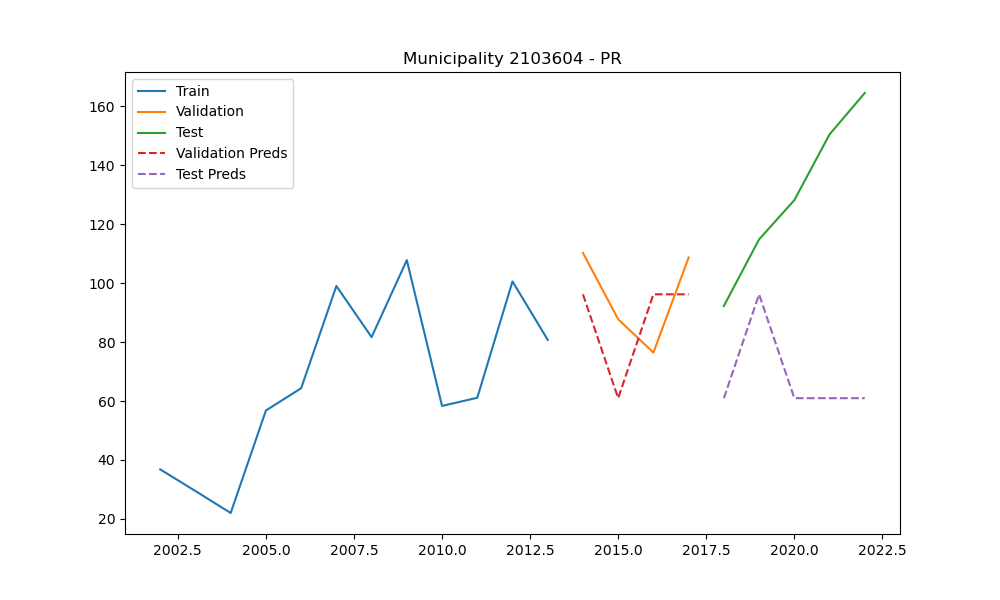 Municipality 2103604 - PR
Train
Validation
Test
Validation Preds
Test Preds
160
140
120
100
80
60
40
20
2002.5 2005.0 2007.5 2010.0 2012.5 2015.0 2017.5 2020.0 2022.5